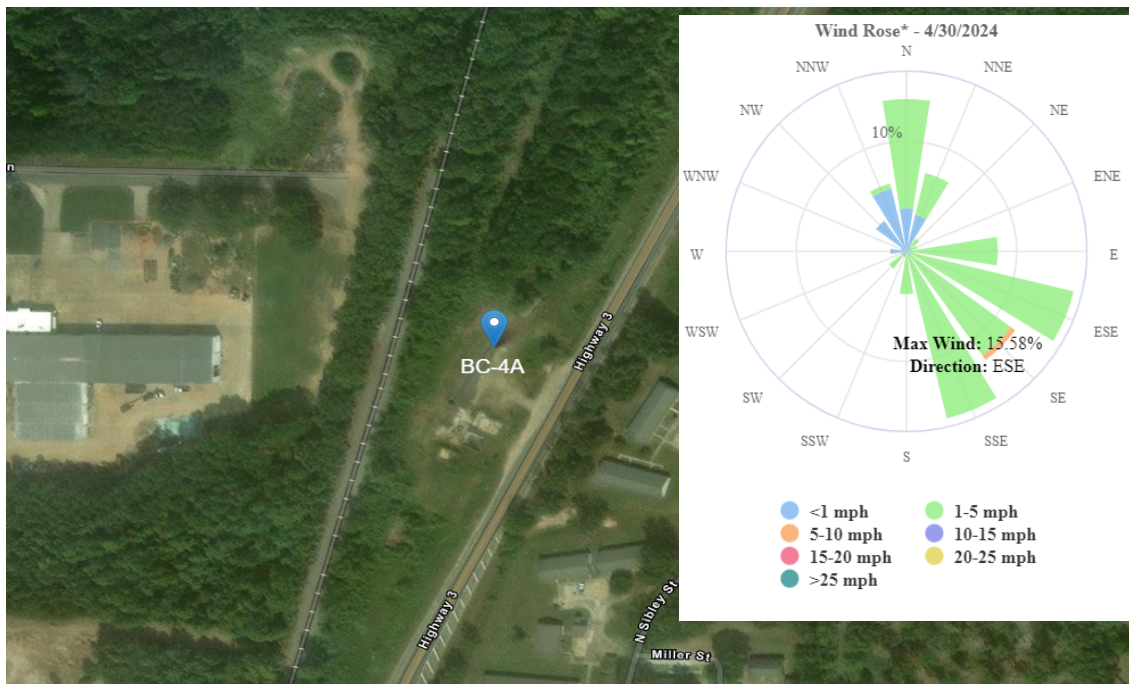 n
BC-4A
Highway 3
Highway 3
N Sibley St
Miller St
Wind Rose* - 4/30/2024
N
NNW
NNE
NW
NE
10%
WNW
ENE
W
E
WSW
ESE
Max Wind: 15.58%
Direction: ESE
SW
SE
SSW
SSE
S
<1 mph
1-5 mph
5-10 mph
10-15 mph
15-20 mph
20-25 mph
>25 mph